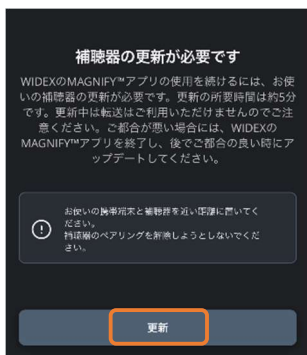 補聴器の更新が必要です
WIDEXのMAGNIFY™アプリの使用を続けるには、お使
いの補聴器の更新が必要です。更新の所要時間は約5分
です。更新中は転送はご利用いただけませんのでご注
意ください。ご都合が悪い場合には、WIDEXの
MAGNIFY™アプリを終了し、後でご都合の良い時にア
ップデートしてください。
お使いの携帯端末と補聴器を近い距離に置いてく
ださい。
補聴器のペアリングを解除しようとしないでくだ
さい。
更新